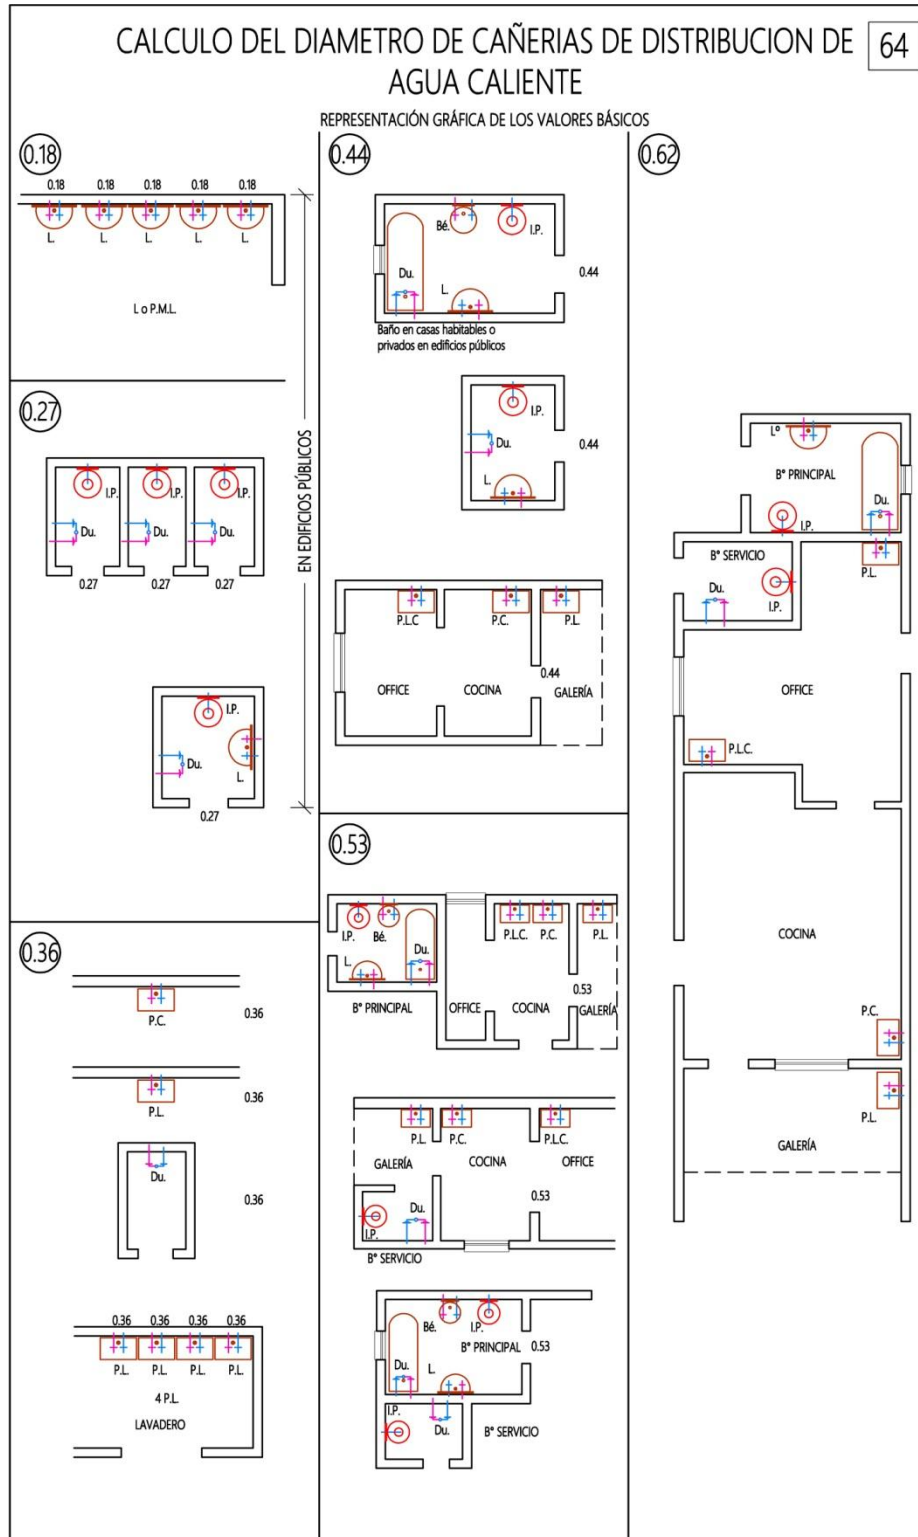 CALCULO DEL DIAMETRO DE CAÑERIAS DE DISTRIBUCION DE
AGUA CALIENTE
64
REPRESENTACIÓN GRÁFICA DE LOS VALORES BÁSICOS
0.18
0.18 0.18 0.18 0.18 0.18
L. L. L. L. L.
L o P.M.L.
0.27
I.P. I.P. I.P.
Du. Du. Du.
0.27 0.27 0.27
I.P.
Du.
L.
0.27
EN EDIFICIOS PÚBLICOS
0.36
P.C.
0.36
P.L.
0.36
Du.
0.36
0.36 0.36 0.36 0.36
P.L. P.L. P.L. P.L.
4 P.L.
LAVADERO
0.44
Bé.
I.P.
Du.
L.
0.44
Baño en casas habitables o
privados en edificios públicos
I.P.
Du.
0.44
L.
P.L.C P.C. P.L.
0.44
OFFICE COCINA GALERÍA
0.53
I.P. Bé.
L.
Du.
P.L.C. P.C. P.L.
0.53
B° PRINCIPAL OFFICE COCINA GALERÍA
P.L. P.C. P.L.C.
GALERÍA COCINA OFFICE
0.53
Du.
I.P.
B° SERVICIO
Bé.
I.P.
B° PRINCIPAL
0.53
Du.
L.
I.P.
Du.
B° SERVICIO
0.62
L°
B° PRINCIPAL
Du.
I.P.
B° SERVICIO
P.L.
Du.
I.P.
OFFICE
P.L.C.
COCINA
P.C.
P.L.
GALERÍA